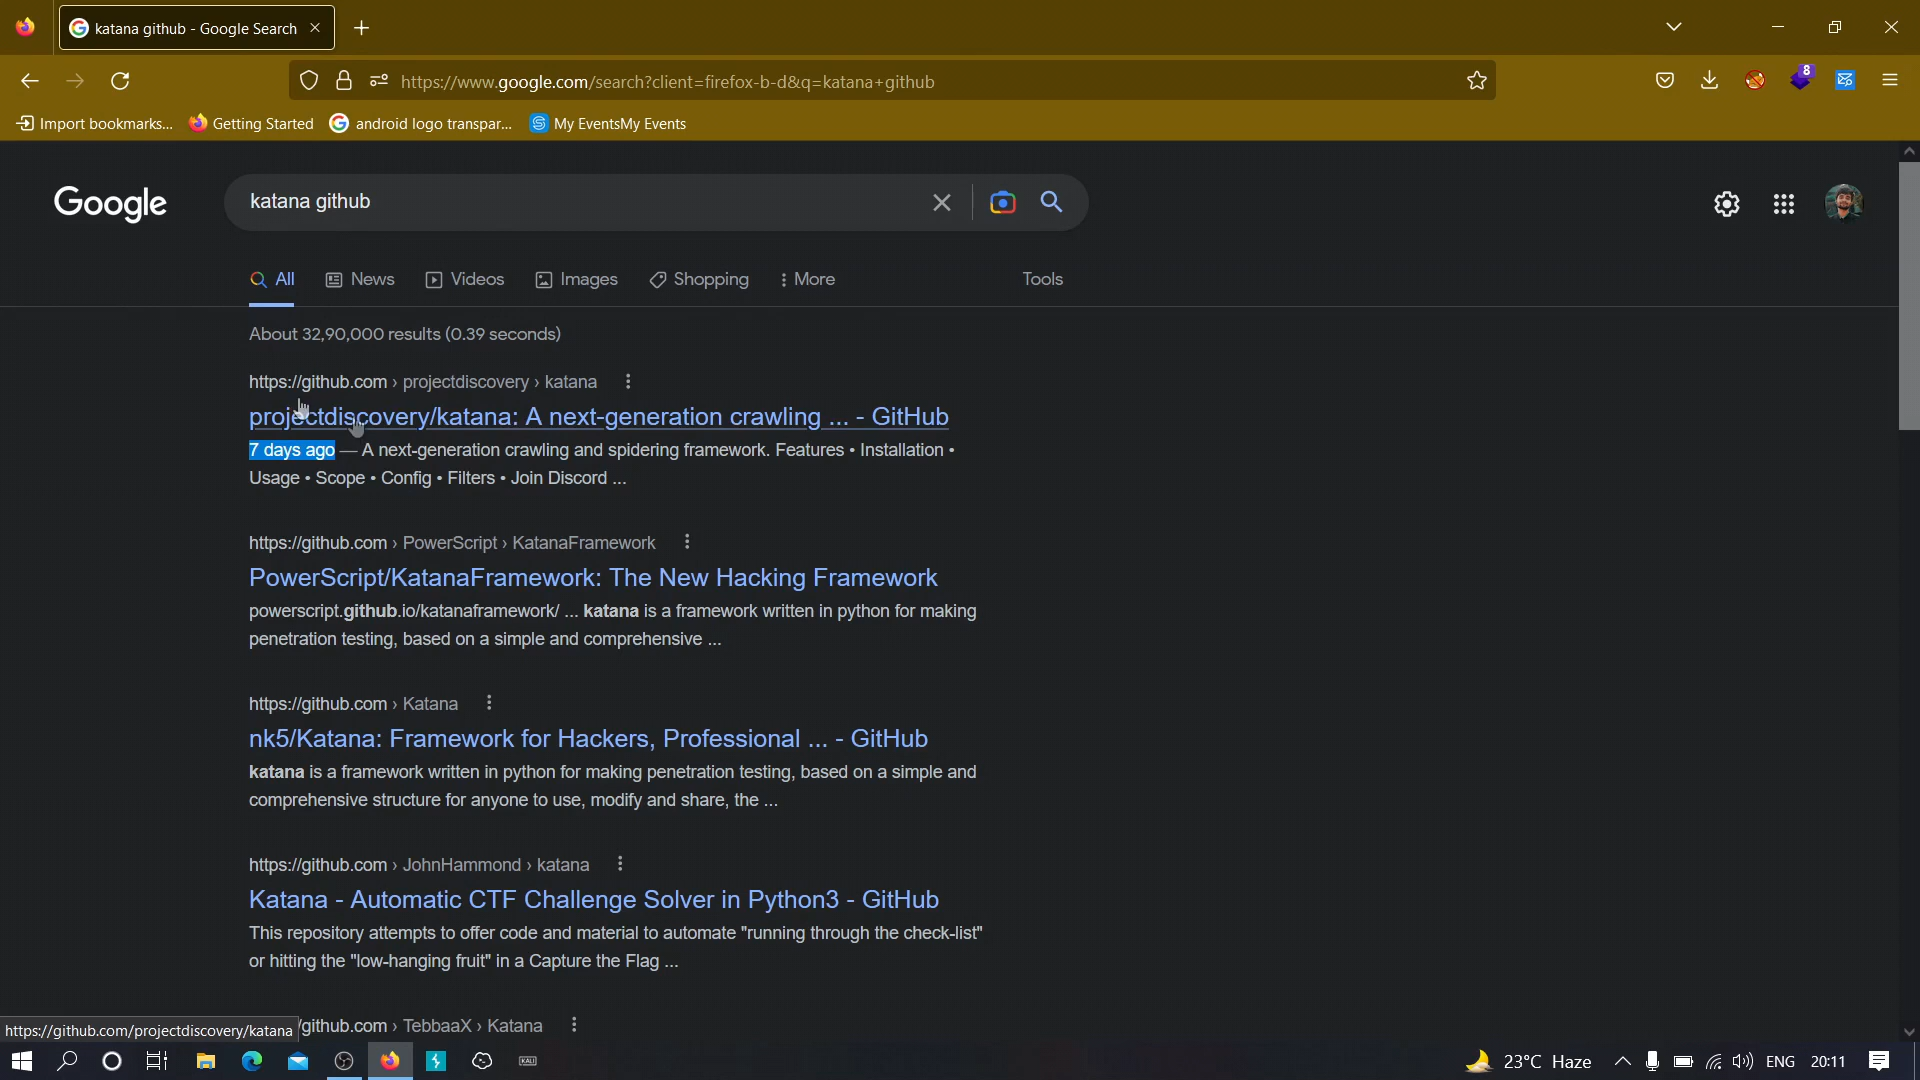 katana github - Google Search
https://www.google.com/search?client=firefox-b-d&q=katana+github
8
Import bookmarks...
Getting Started
android logo transpar...
My EventsMy Events
Google
katana github
All
News
Videos
Images
Shopping
More
Tools
About 32,90,000 results (0.39 seconds)
https://github.com › projectdiscovery › katana
projectdiscovery/katana: A next-generation crawling ... - GitHub
7 days ago — A next-generation crawling and spidering framework. Features • Installation •
Usage • Scope • Config • Filters • Join Discord ...
https://github.com › PowerScript › KatanaFramework
PowerScript/KatanaFramework: The New Hacking Framework
powerscript.github.io/katanaframework/ ... katana is a framework written in python for making
penetration testing, based on a simple and comprehensive ...
https://github.com › Katana
nk5/Katana: Framework for Hackers, Professional ... - GitHub
katana is a framework written in python for making penetration testing, based on a simple and
comprehensive structure for anyone to use, modify and share, the ...
https://github.com › JohnHammond › katana
Katana - Automatic CTF Challenge Solver in Python3 - GitHub
This repository attempts to offer code and material to automate "running through the check-list"
or hitting the "low-hanging fruit" in a Capture the Flag ...
/github.com › TebbaaX › Katana
https://github.com/projectdiscovery/katana
KALI
23°C Haze
ENG
20:11